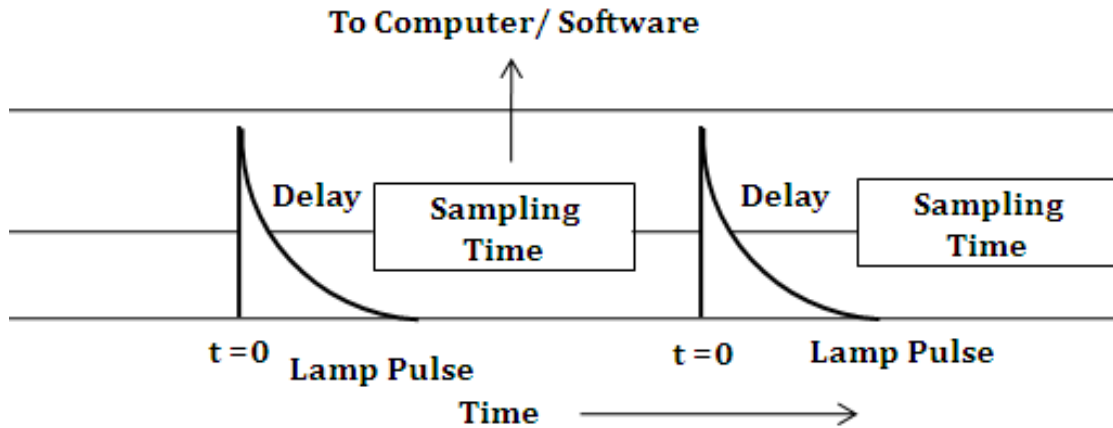 To Computer/ Software
Delay
Sampling
Time
Delay
Sampling
Time
t =0
Lamp Pulse
t =0
Lamp Pulse
Time